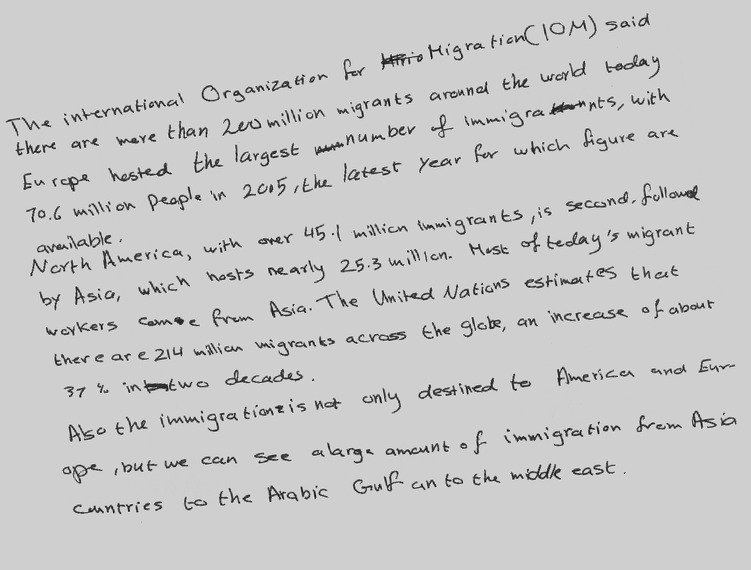 The international Organization for Migration (IOM) said
there are more than 200 million migrants around the world today
Europe hosted the largest number of immigrants, with
70.6 million people in 2005, the latest year for which figure are
available.
North America, with over 45.1 million immigrants, is second, followed
by Asia, which hosts nearly 25.3 million. Most of today's migrant
workers come from Asia. The United Nations estimates that
there are 214 million migrants across the globe, an increase of about
37 % in two decades.
Also the immigration is not only destined to America and Eur-
ope, but we can see a large amount of immigration from Asia
countries to the Arabic Gulf an to the middle east.